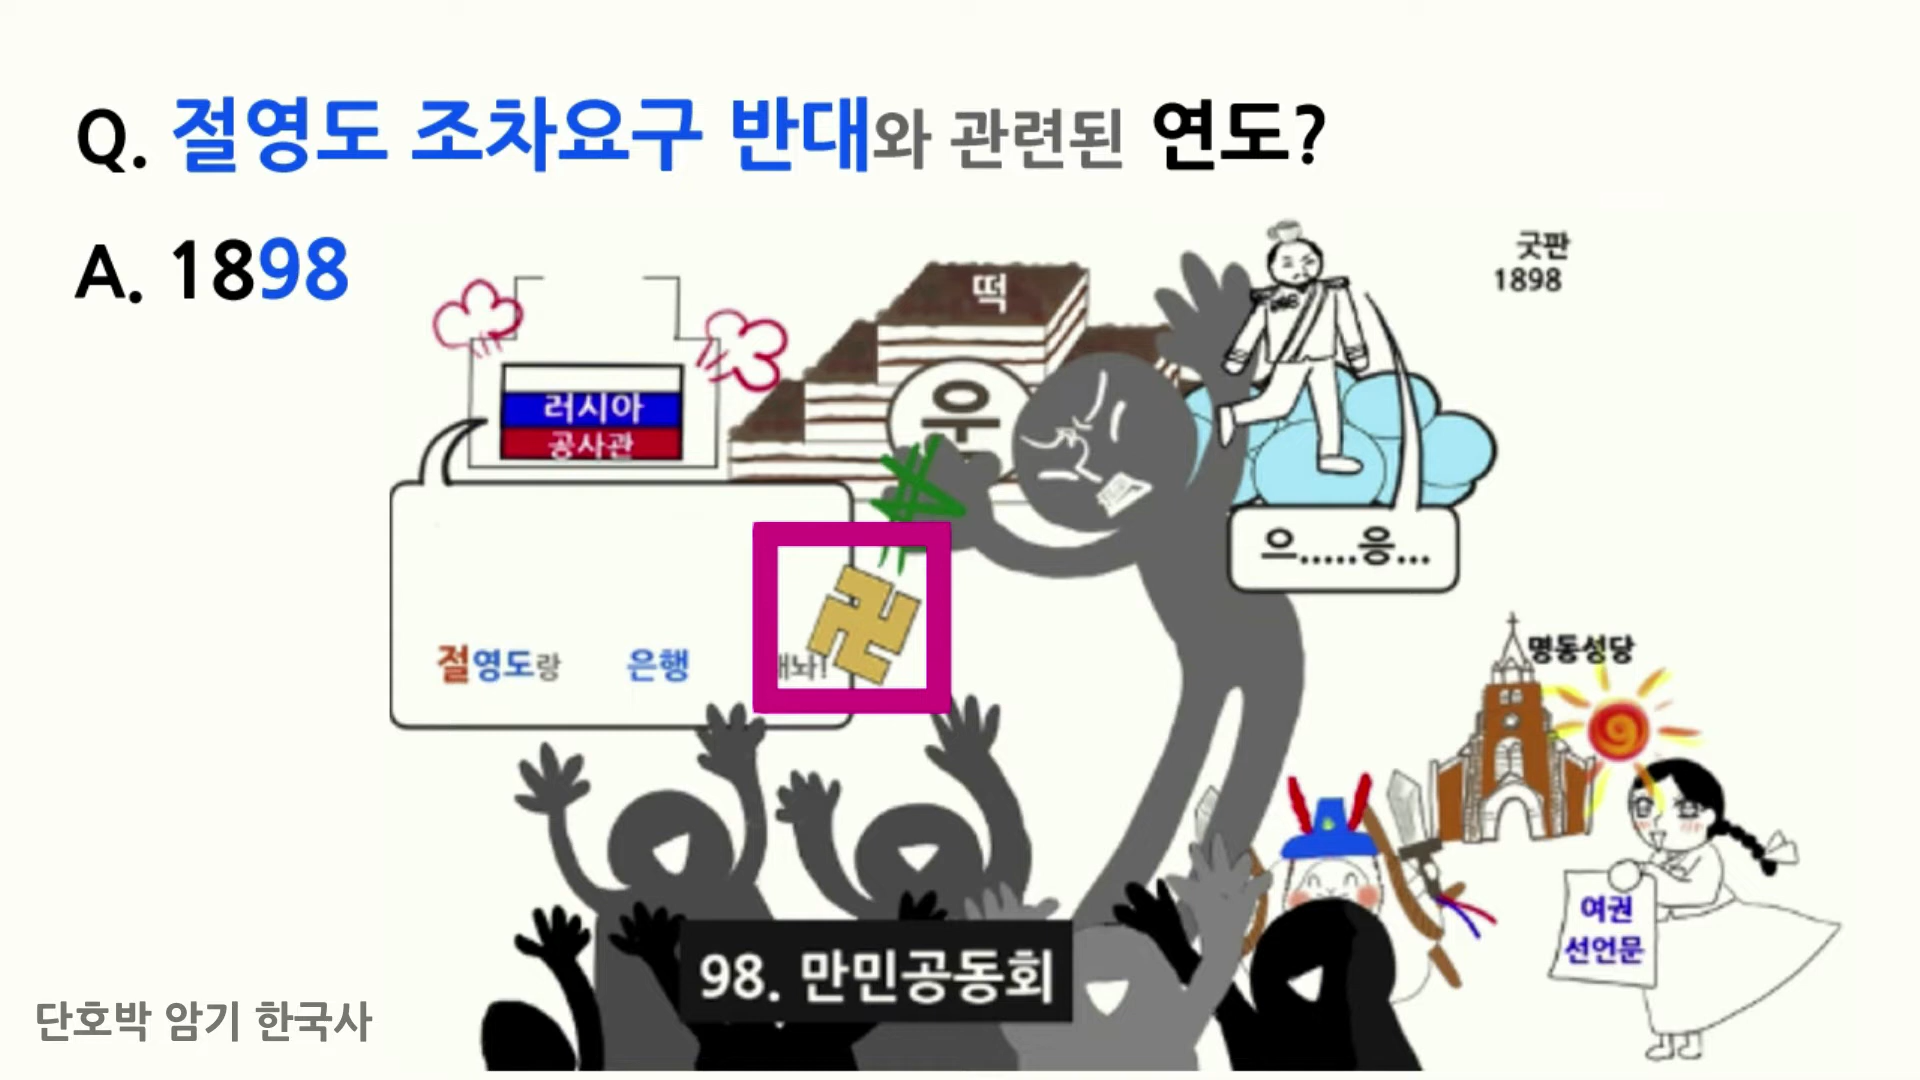 Q. 절영도 조차요구 반대와 관련된 연도?
A. 1898
굿판
1898
떡
러시아
공사관
우
으.....응...
절영도랑 은행 내놔!
명동성당
여권
선언문
98. 만민공동회
단호박 암기 한국사